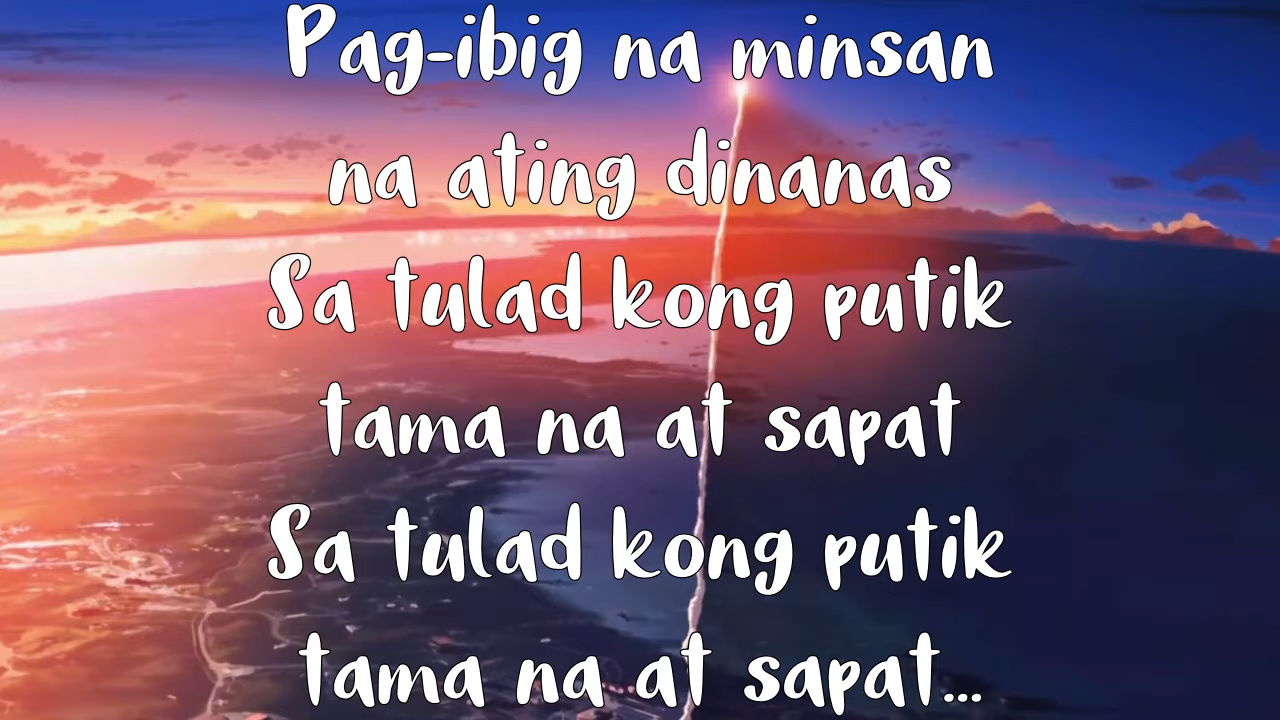 Pag-ibig na minsan
na ating dinanas
Sa tulad kong putik
tama na at sapat
Sa tulad kong putik
tama na at sapat...